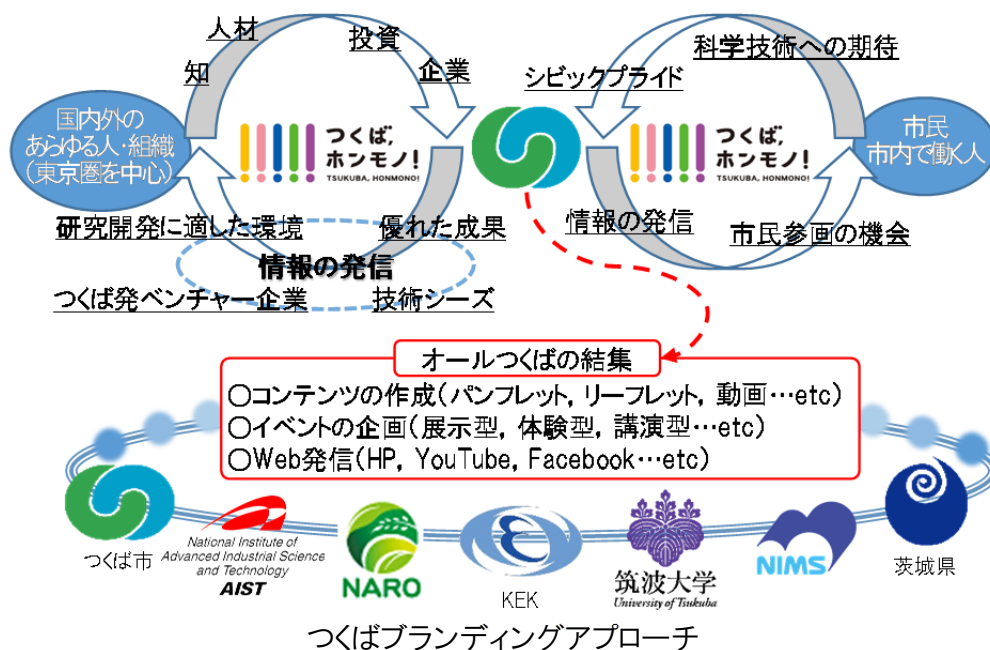 人材
知
投資
企業
国内外の
あらゆる人・組織
(東京圏を中心)
つくば,
ホンモノ!
TSUKUBA, HONMONO!
研究開発に適した環境
優れた成果
情報の発信
つくば発ベンチャー企業
技術シーズ
科学技術への期待
シビックプライド
つくば,
ホンモノ!
TSUKUBA, HONMONO!
市民
市内で働く人
情報の発信
市民参画の機会
オールつくばの結集
○コンテンツの作成(パンフレット, リーフレット, 動画…etc)
○イベントの企画(展示型, 体験型, 講演型…etc)
○Web発信(HP, YouTube, Facebook…etc)
つくば市
National Institute of
Advanced Industrial Science
and Technology
AIST
NARO
KEK
筑波大学
University of Tsukuba
NIMS
茨城県
つくばブランディングアプローチ